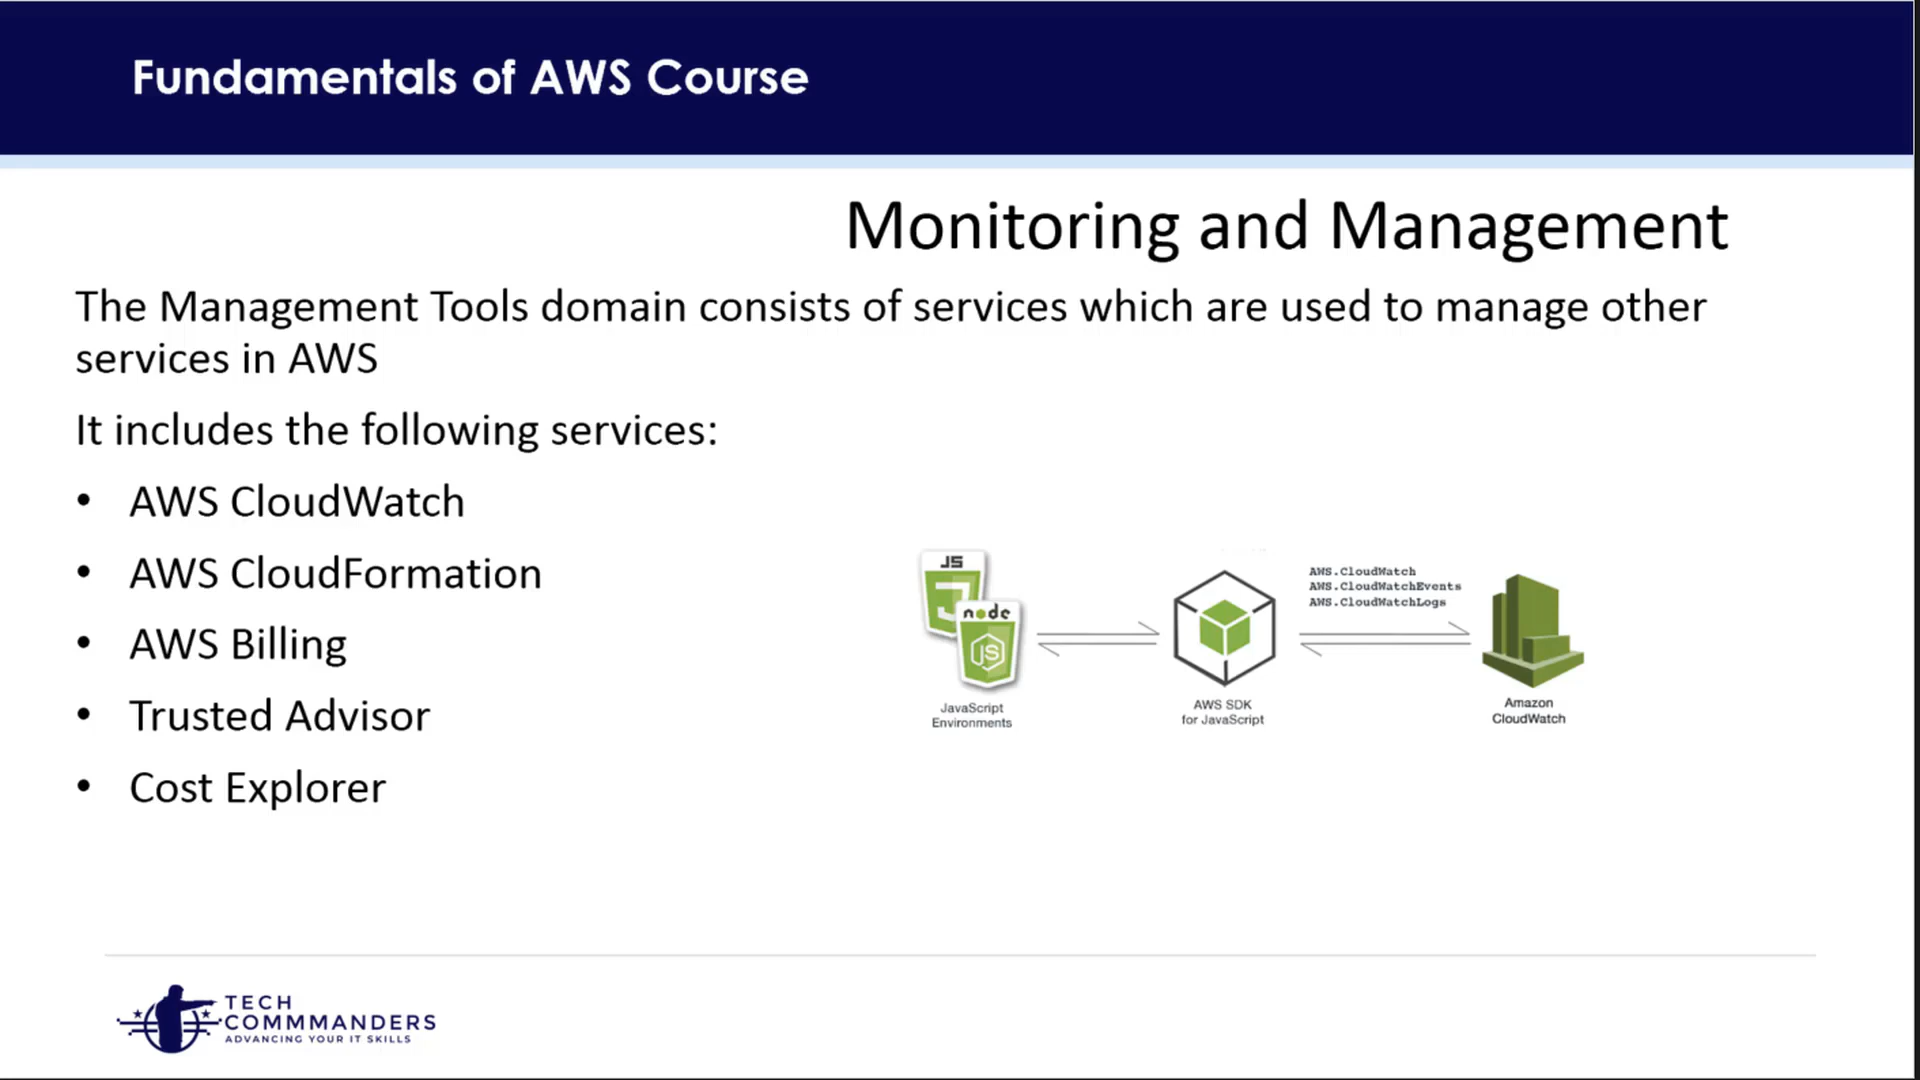 Fundamentals of AWS Course
Monitoring and Management
The Management Tools domain consists of services which are used to manage other
services in AWS
It includes the following services:
• AWS CloudWatch
• AWS CloudFormation
• AWS Billing
• Trusted Advisor
• Cost Explorer
JS
node
JS
JavaScript
Environments
AWS SDK
for JavaScript
AWS.CloudWatch
AWS.CloudWatchEvents
AWS.CloudWatchLogs
Amazon
CloudWatch
TECH
COMMMANDERS
ADVANCING YOUR IT SKILLS